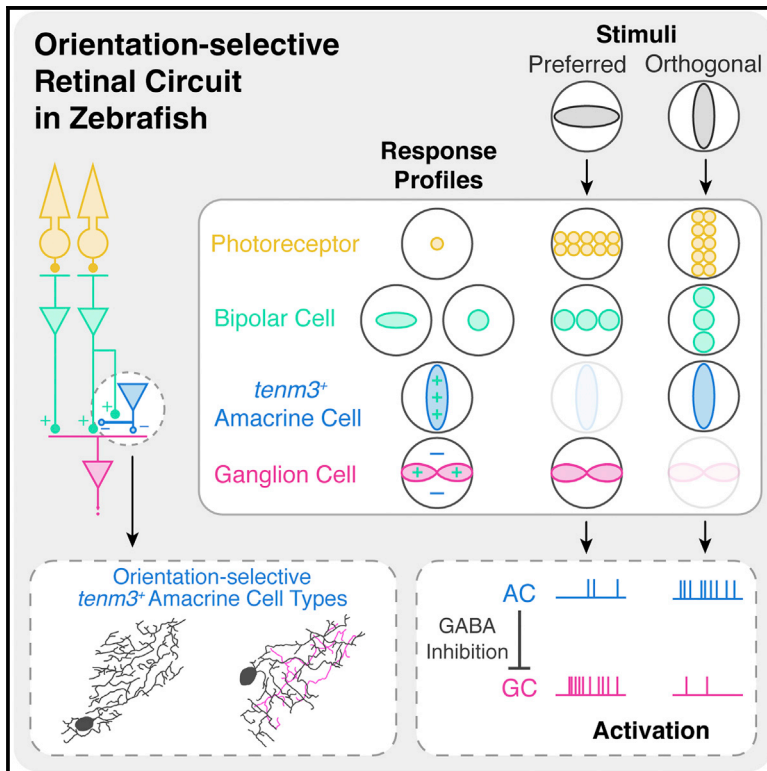 Orientation-selective
Retinal Circuit
in Zebrafish
Stimuli
Preferred Orthogonal
Response
Profiles
Photoreceptor
Bipolar Cell
tenm3+
Amacrine Cell
Ganglion Cell
+
+
+
−
−
+
+
+
−
+
+
−
Orientation-selective
tenm3+ Amacrine Cell Types
AC
GABA
Inhibition
GC
Activation